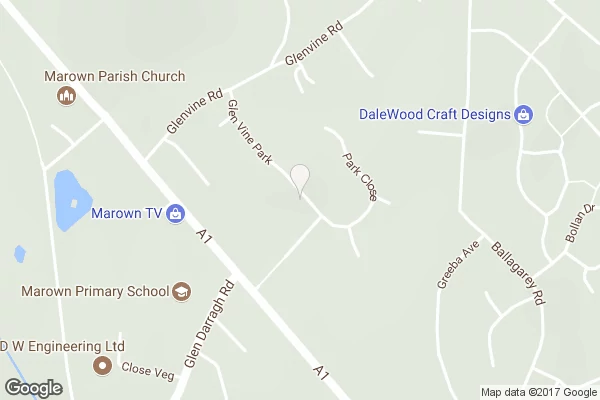 Glenvine Rd
Marown Parish Church
Glenvine Rd
Glen Vine Park
DaleWood Craft Designs
Park Close
Marown TV
A1
Bollan Dr
Greeba Ave
Ballagarey Rd
Marown Primary School
Glen Darragh Rd
D W Engineering Ltd
Close Veg
A1
Google
Map data ©2017 Google